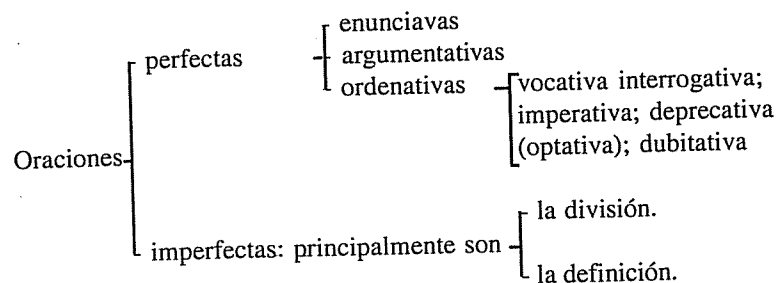 enunciavas
perfectas
argumentativas
ordenativas
vocativa interrogativa;
imperativa; deprecativa
(optativa); dubitativa
Oraciones
la división.
imperfectas: principalmente son
la definición.